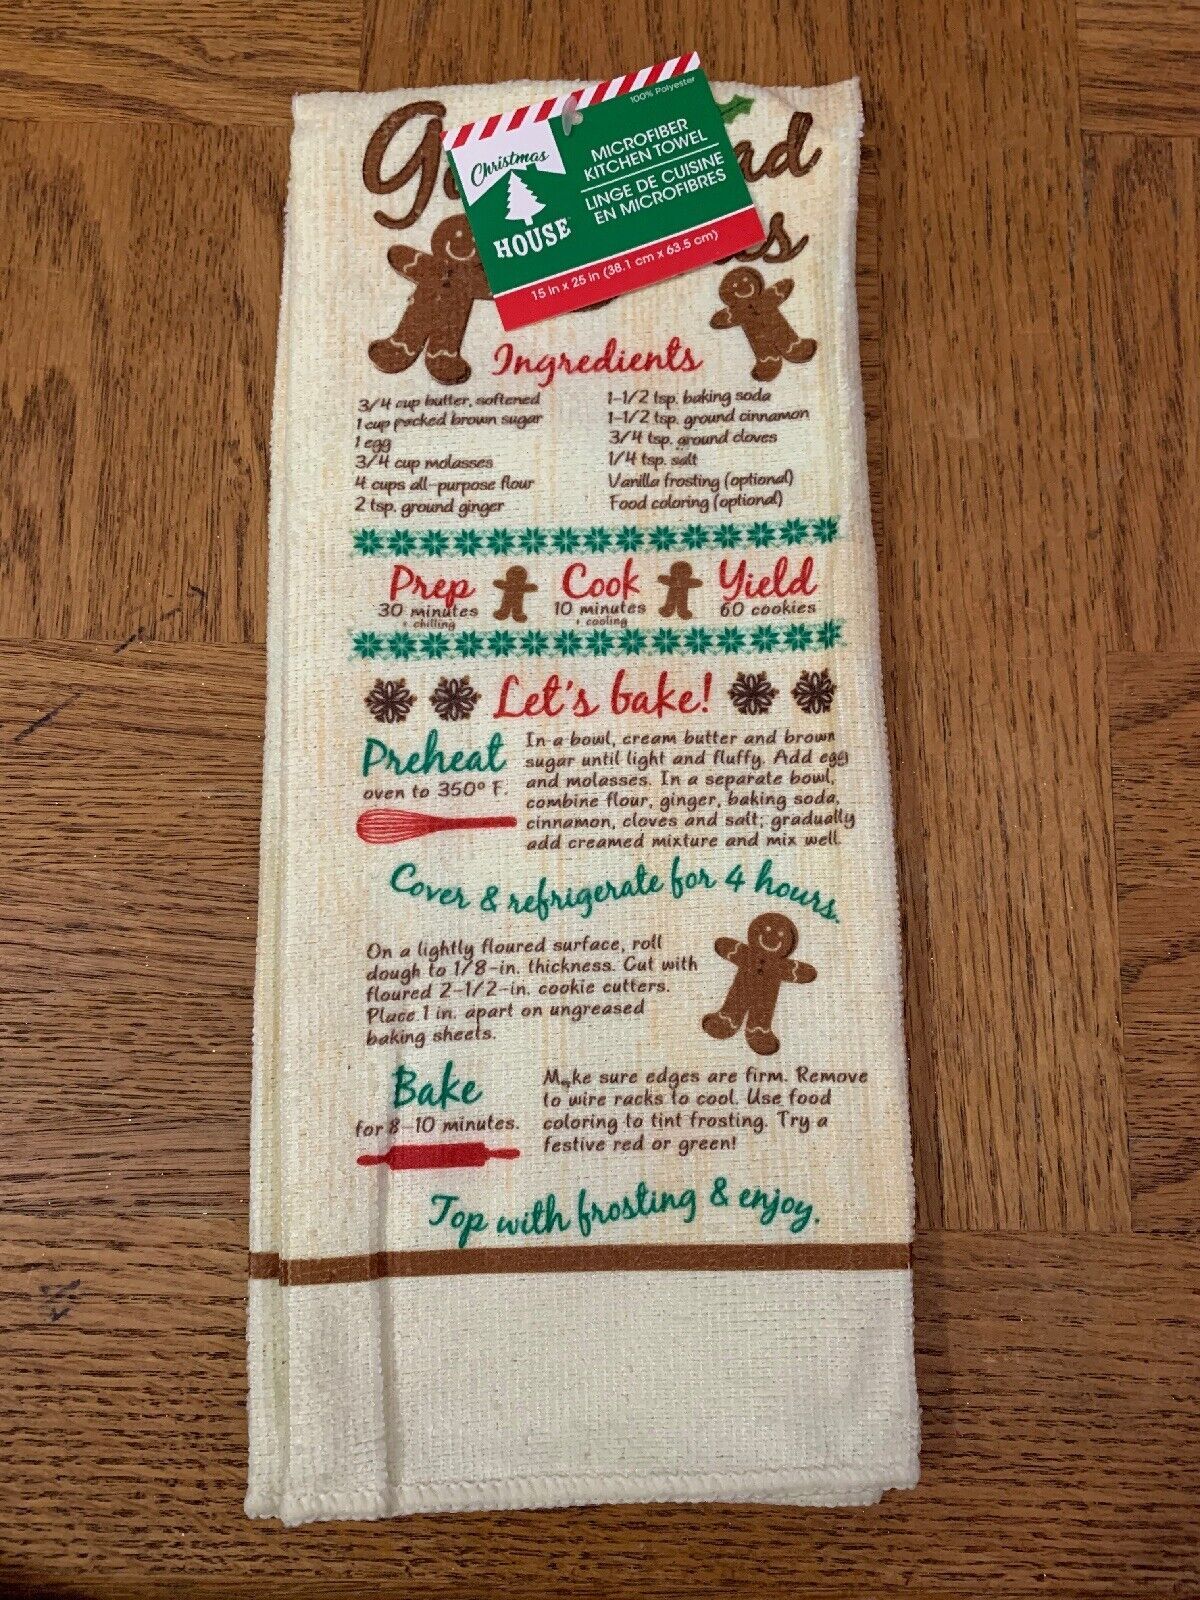 100% Polyester
Christmas
HOUSE
MICROFIBER
KITCHEN TOWEL
LINGE DE CUISINE
EN MICROFIBRES
15 in x 25 in (38.1 cm x 63.5 cm)
Ingredients
3/4 cup butter, softened
1 cup packed brown sugar
1 egg
3/4 cup molasses
4 cups all-purpose flour
2 tsp. ground ginger
1-1/2 tsp. baking soda
1-1/2 tsp. ground cinnamon
3/4 tsp. ground cloves
1/4 tsp. salt
Vanilla frosting (optional)
Food coloring (optional)
Prep
30 minutes
+ chilling
Cook
10 minutes
+ cooling
Yield
60 cookies
Let's bake!
Preheat
oven to 350° F.
In a bowl, cream butter and brown
sugar until light and fluffy. Add egg
and molasses. In a separate bowl,
combine flour, ginger, baking soda,
cinnamon, cloves and salt; gradually
add creamed mixture and mix well.
Cover & refrigerate for 4 hours.
On a lightly floured surface, roll
dough to 1/8-in. thickness. Cut with
floured 2-1/2-in. cookie cutters.
Place 1 in. apart on ungreased
baking sheets.
Bake
for 8-10 minutes.
Make sure edges are firm. Remove
to wire racks to cool. Use food
coloring to tint frosting. Try a
festive red or green!
Top with frosting & enjoy.